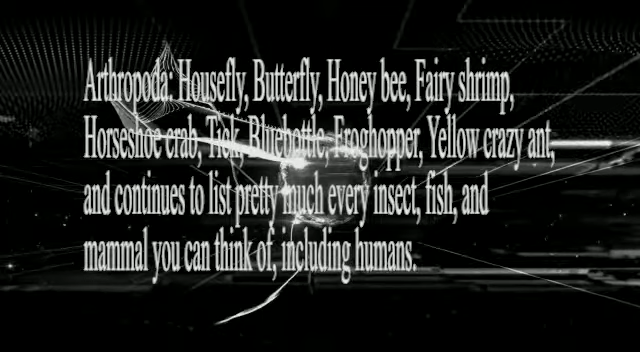 Arthropoda: Housefly, Butterfly, Honey bee, Fairy shrimp,
Horseshoe crab, Tick, Bluebottle, Froghopper, Yellow crazy ant,
and continues to list pretty much every insect, fish, and
mammal you can think of, including humans.